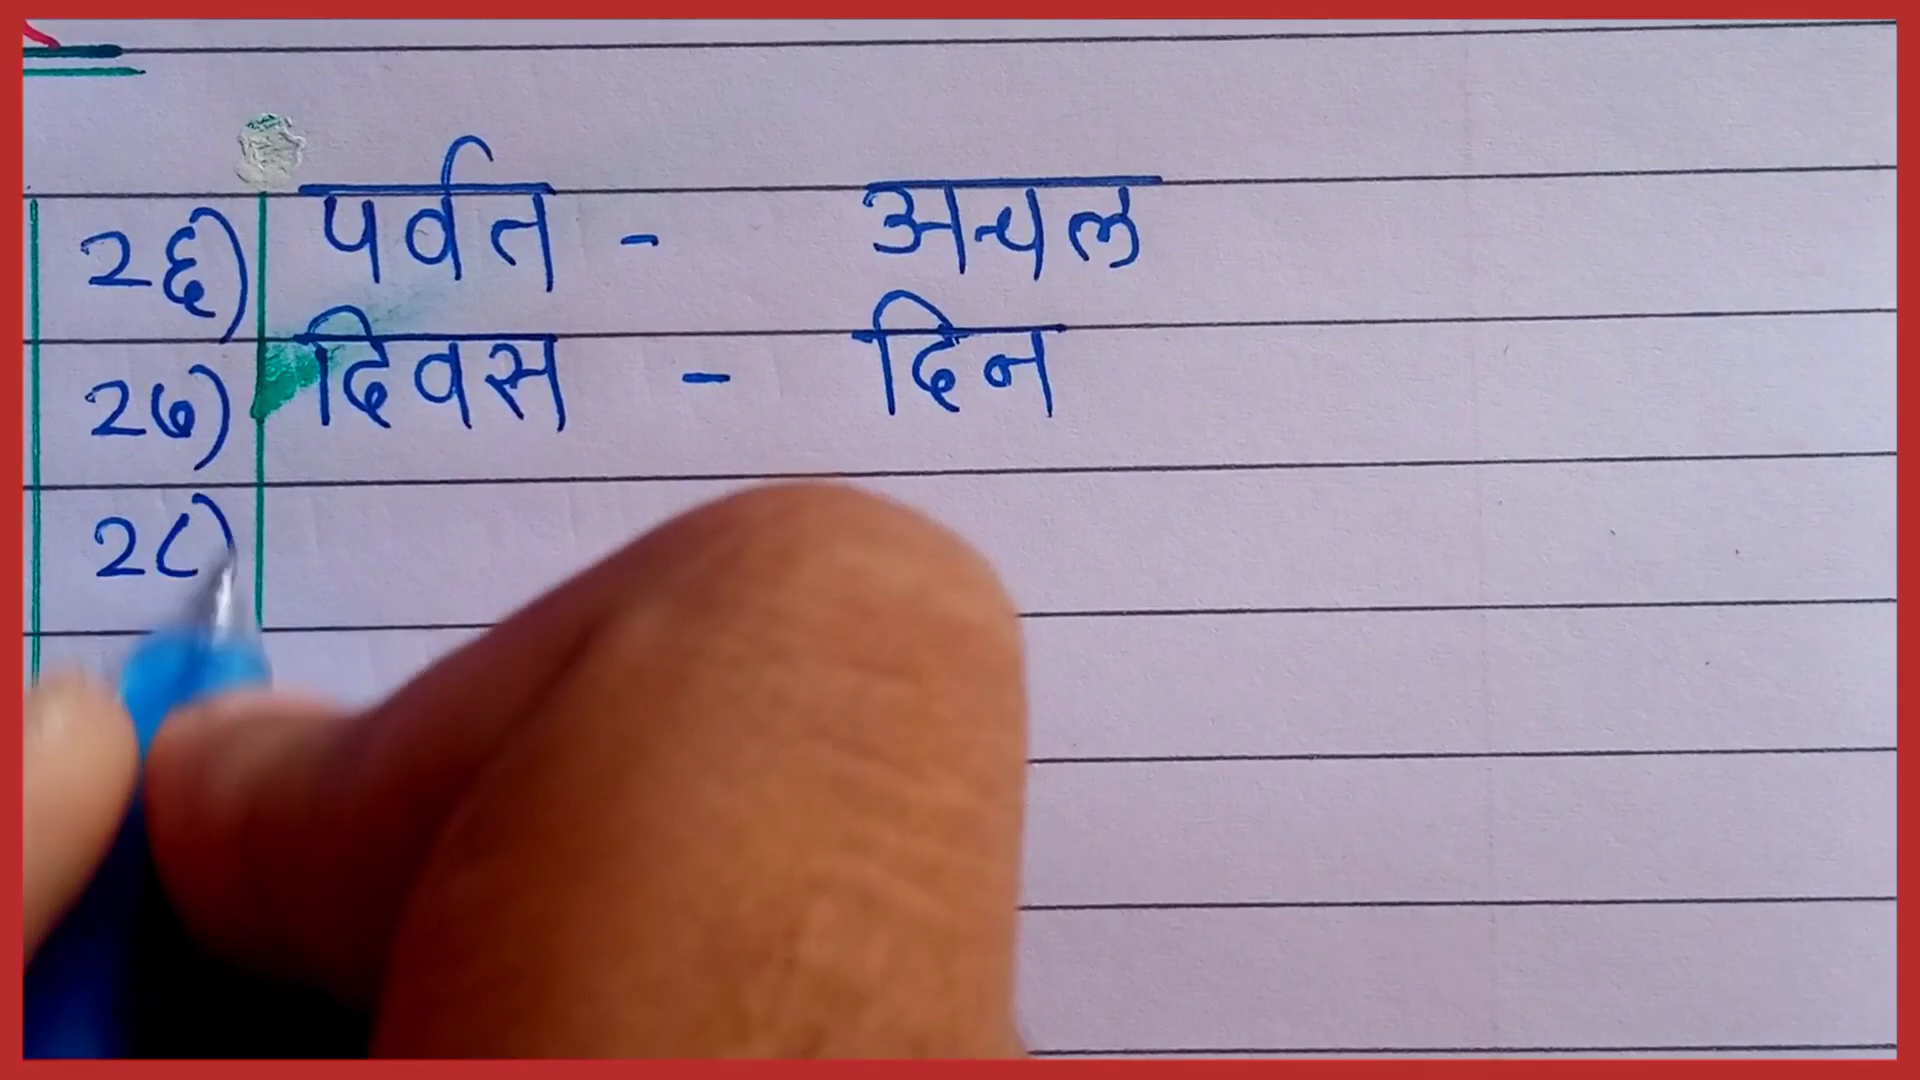 २६) पर्वत - अचल
२७) दिवस - दिन
२८)